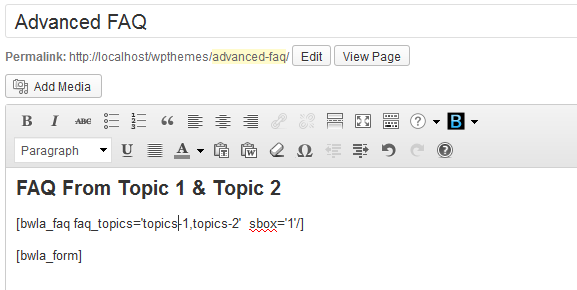 Advanced FAQ
Permalink: http://localhost/wpthemes/advanced-faq/ Edit View Page
Add Media
B I ABC “ ? B
Paragraph U A T W Ω ?
FAQ From Topic 1 & Topic 2
[bwla_faq faq_topics='topics-1,topics-2' sbox='1'/]
[bwla_form]